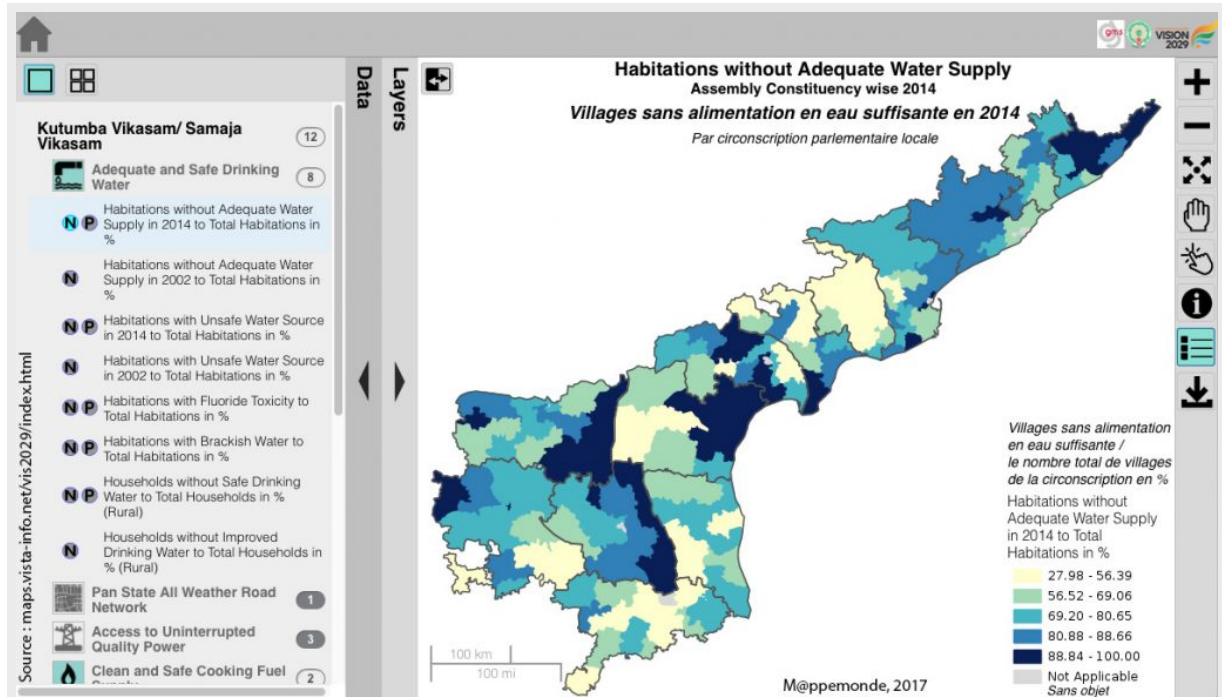 VISION
2029
Kutumba Vikasam/ Samaja
Vikasam
12
Adequate and Safe Drinking
Water
8
N P
Habitations without Adequate Water
Supply in 2014 to Total Habitations in
%
N
Habitations without Adequate Water
Supply in 2002 to Total Habitations in
%
N P
Habitations with Unsafe Water Source
in 2014 to Total Habitations in %
N
Habitations with Unsafe Water Source
in 2002 to Total Habitations in %
N P
Habitations with Fluoride Toxicity to
Total Habitations in %
N P
Habitations with Brackish Water to
Total Habitations in %
N P
Households without Safe Drinking
Water to Total Households in %
(Rural)
N
Households without Improved
Drinking Water to Total Households in
% (Rural)
Pan State All Weather Road
Network
1
Access to Uninterrupted
Quality Power
3
Clean and Safe Cooking Fuel
2
Source : maps.vista-info.net/vis2029/index.html
Data
Layers
Habitations without Adequate Water Supply
Assembly Constituency wise 2014
Villages sans alimentation en eau suffisante en 2014
Par circonscription parlementaire locale
Villages sans alimentation
en eau suffisante /
le nombre total de villages
de la circonscription en %
Habitations without
Adequate Water Supply
in 2014 to Total
Habitations in %
27.98 - 56.39
56.52 - 69.06
69.20 - 80.65
80.88 - 88.66
88.84 - 100.00
Not Applicable
Sans objet
100 km
100 mi
M@ppemonde, 2017